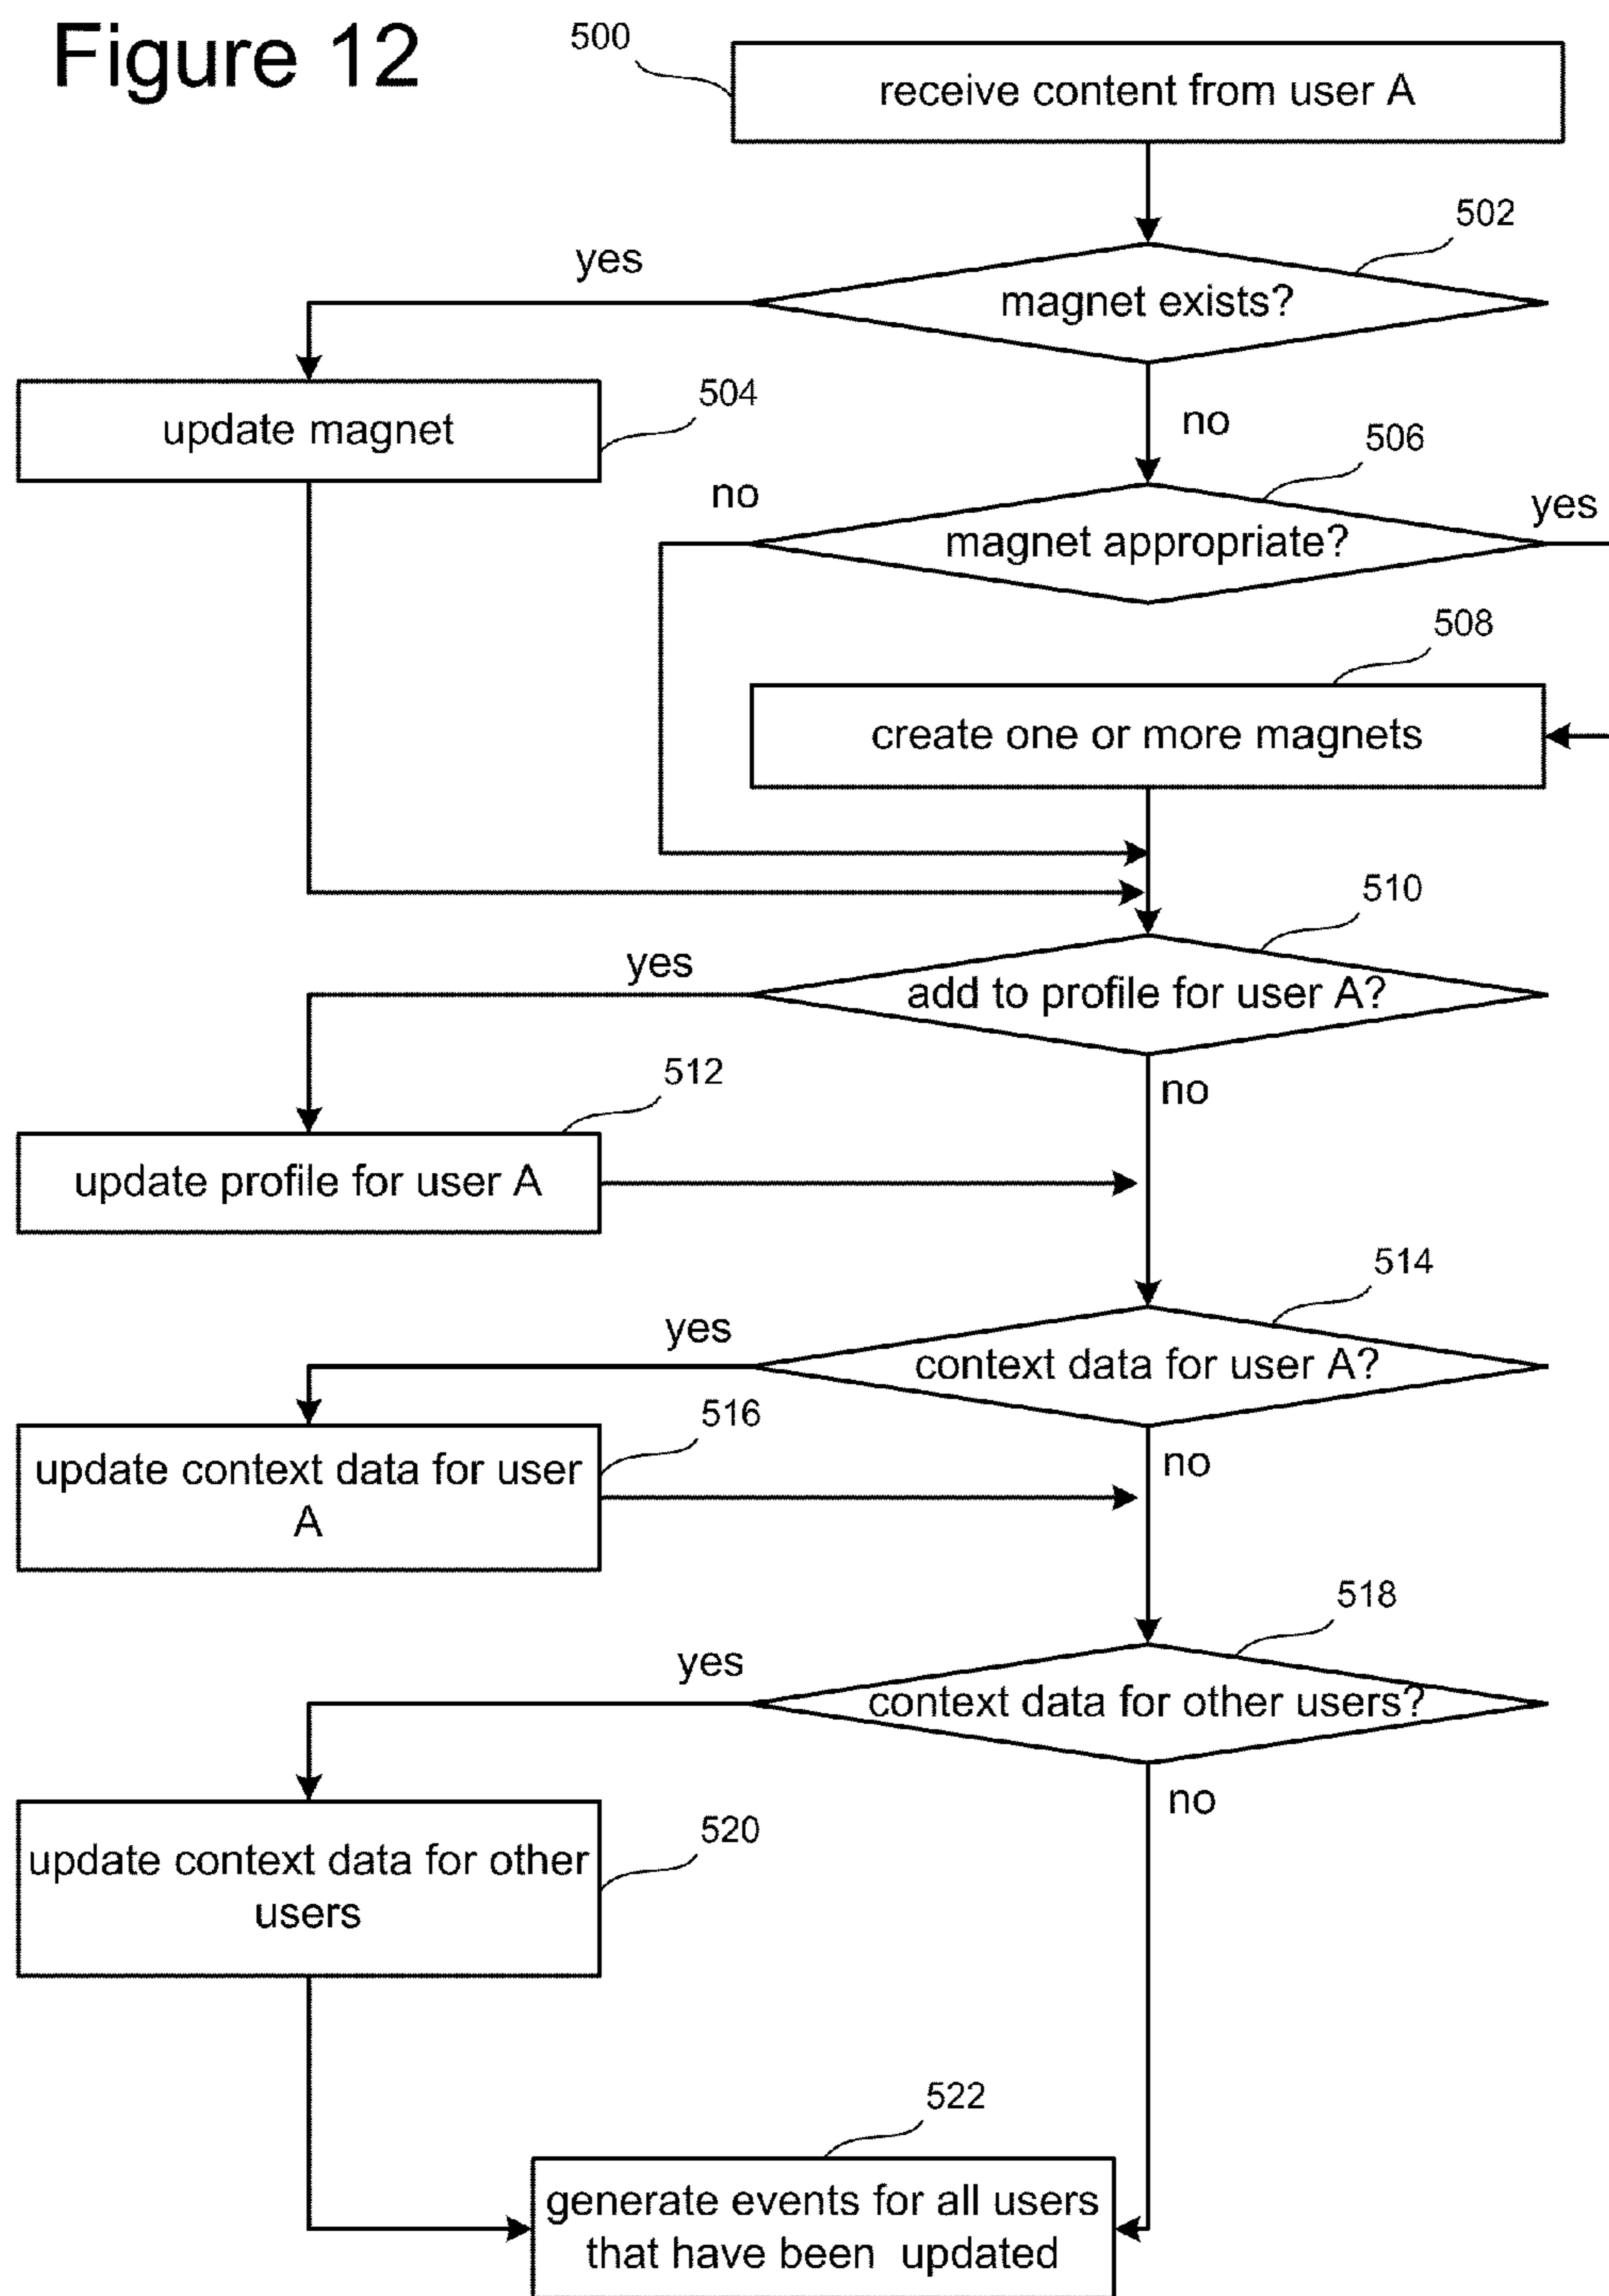 Figure 12
500
receive content from user A
502
yes
magnet exists?
504
update magnet
no
506
no
yes
magnet appropriate?
508
create one or more magnets
510
yes
add to profile for user A?
512
no
update profile for user A
514
yes
context data for user A?
516
update context data for user
A
no
518
yes
context data for other users?
no
520
update context data for other
users
522
generate events for all users
that have been updated